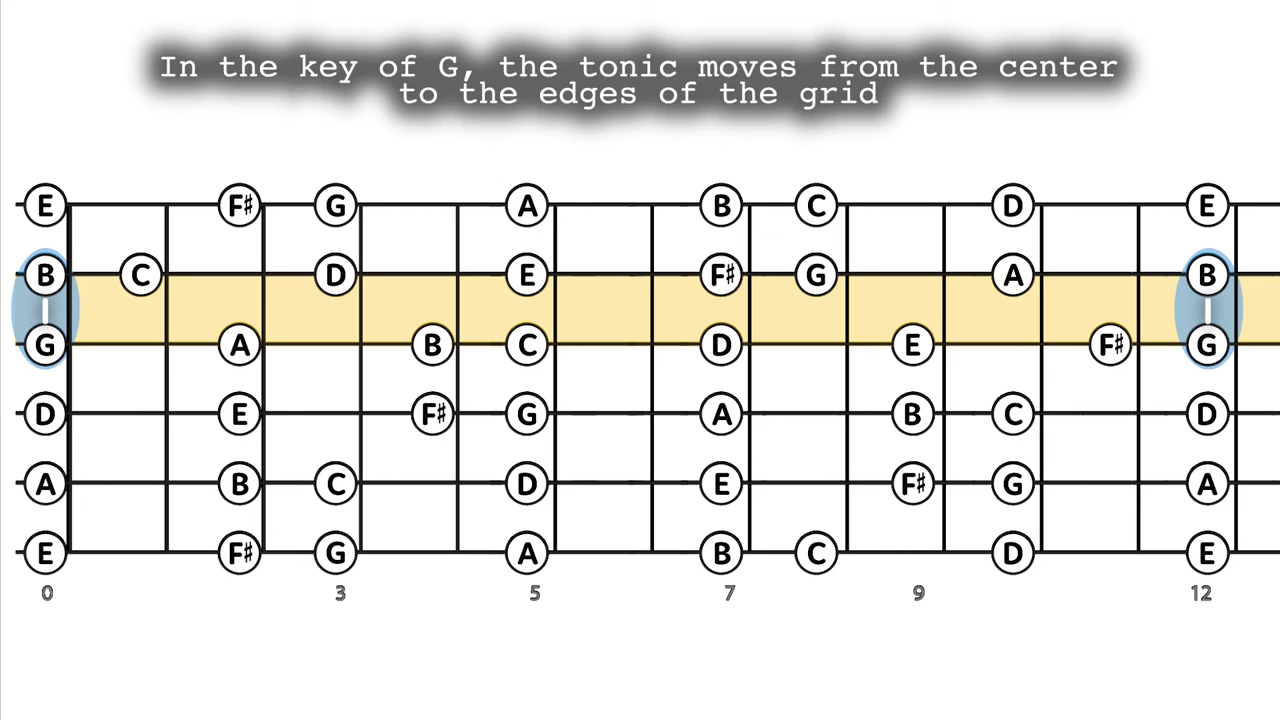 In the key of G, the tonic moves from the center
to the edges of the grid
E F♯ G A B C D E
B C D E F♯ G A B
G A B C D E F♯ G
D E F♯ G A B C D
A B C D E F♯ G A
E F♯ G A B C D E
0 3 5 7 9 12